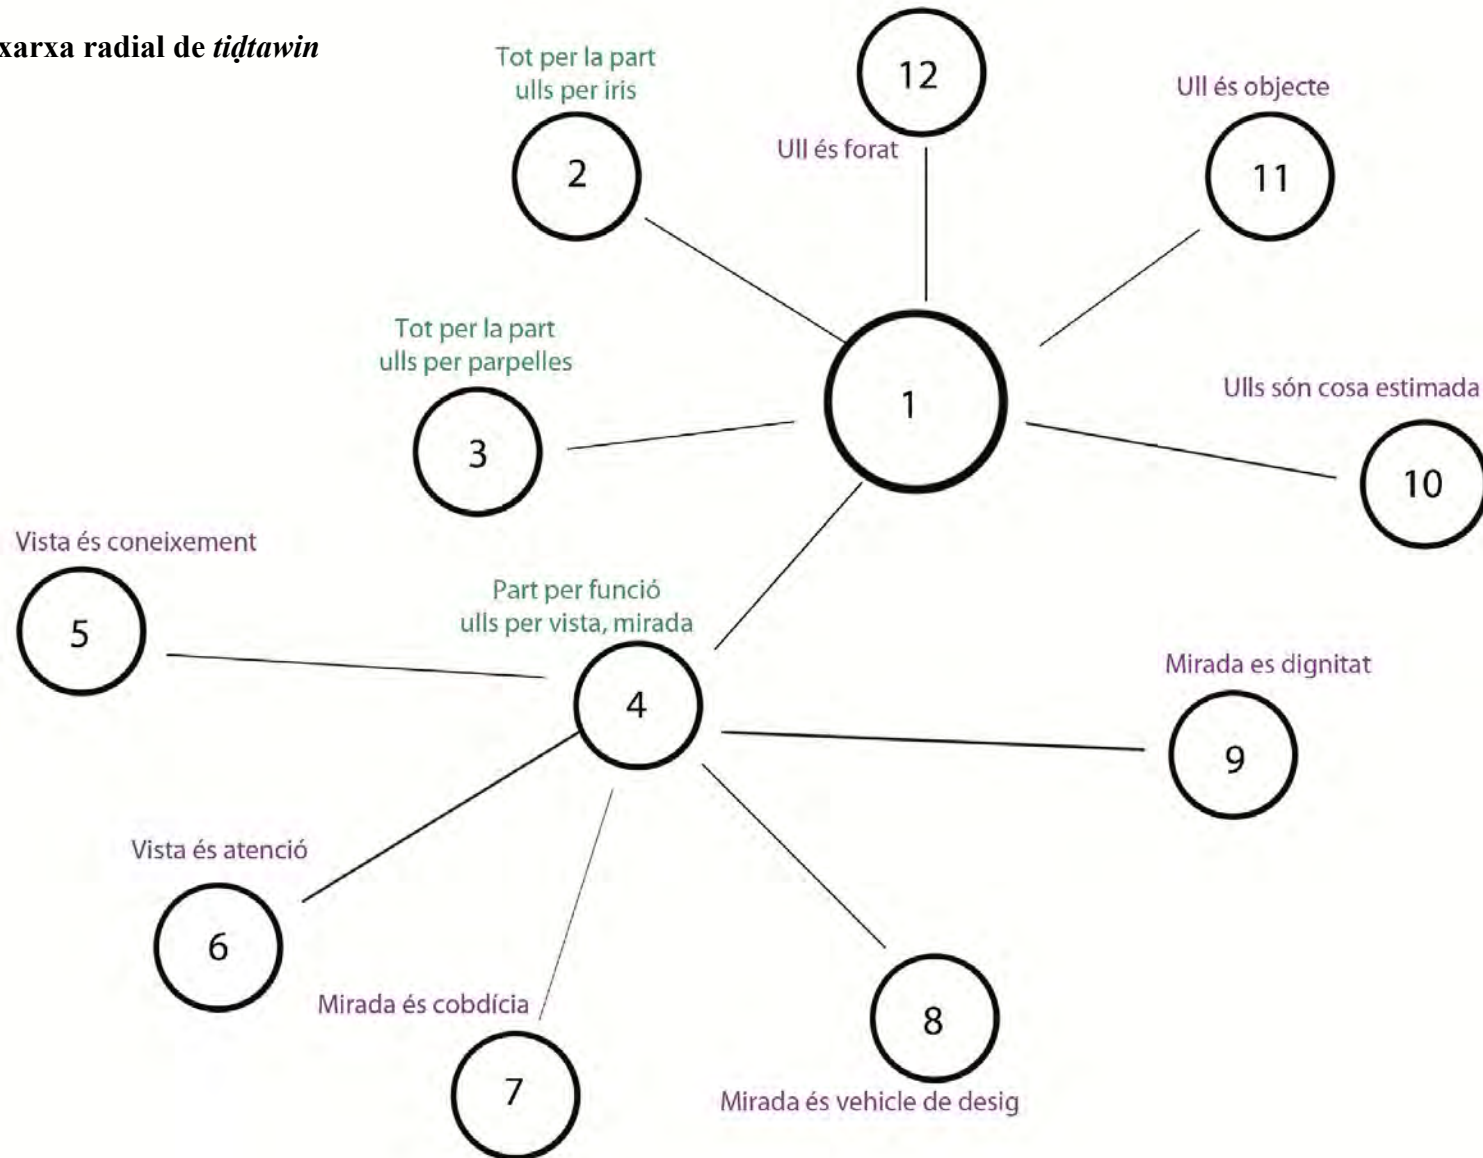 xarxa radial de tiḍtawin
Tot per la part
ulls per iris
2
12
Ull és forat
Ull és objecte
11
Tot per la part
ulls per parpelles
3
1
Ulls són cosa estimada
10
Vista és coneixement
5
Part per funció
ulls per vista, mirada
4
Mirada es dignitat
9
Vista és atenció
6
Mirada és cobdícia
7
8
Mirada és vehicle de desig